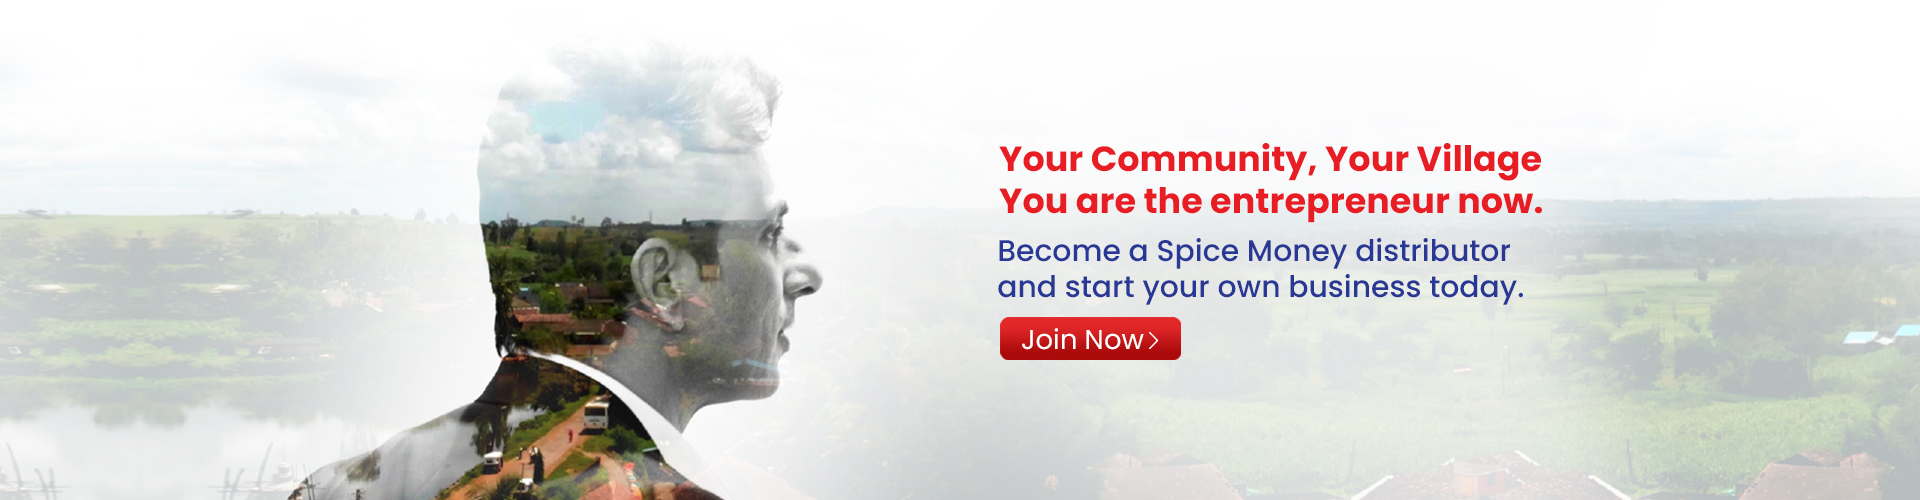 Your Community, Your Village
You are the entrepreneur now.
Become a Spice Money distributor
and start your own business today.
Join Now